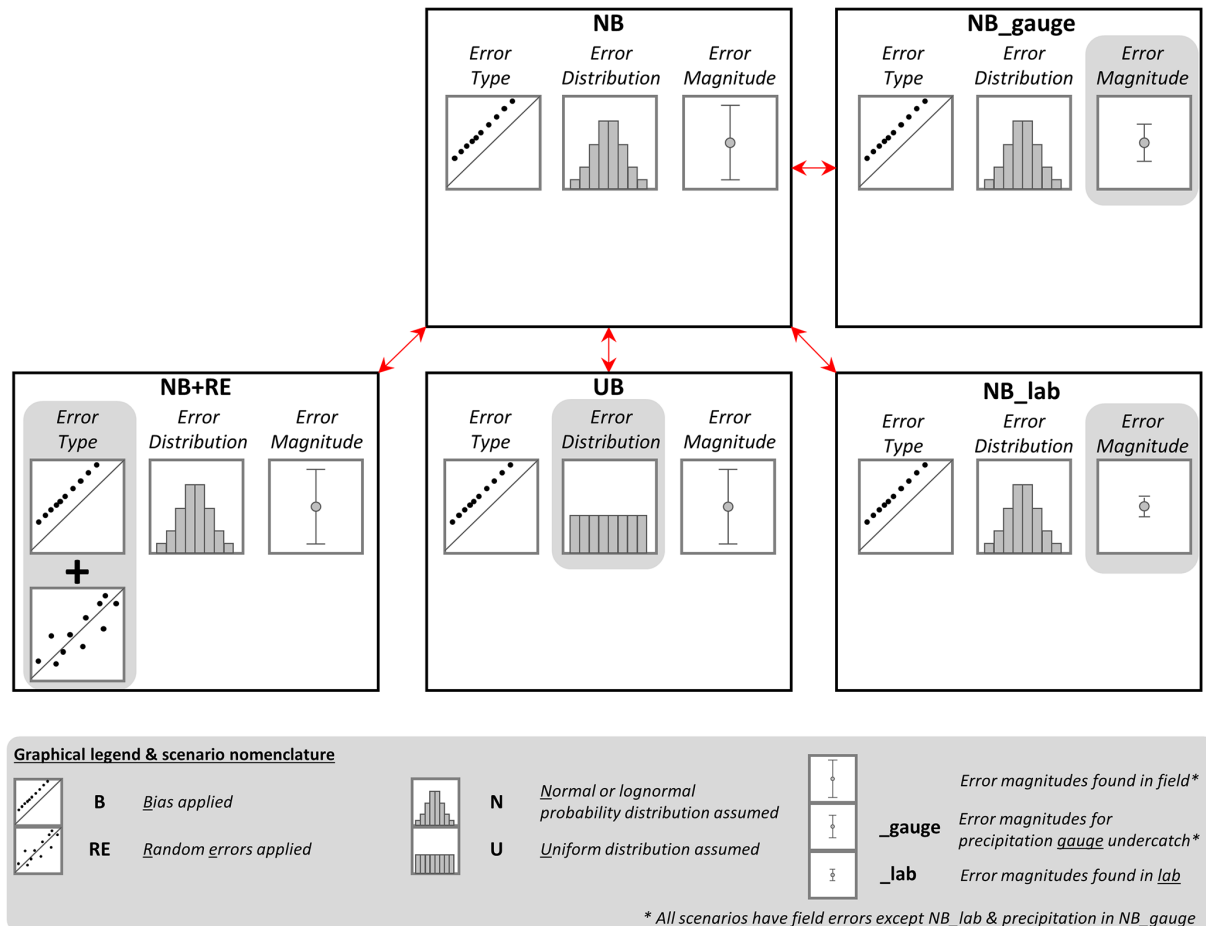 NB
Error
Type
Error
Distribution
Error
Magnitude
NB_gauge
Error
Type
Error
Distribution
Error
Magnitude
NB+RE
Error
Type
Error
Distribution
Error
Magnitude
+
UB
Error
Type
Error
Distribution
Error
Magnitude
NB_lab
Error
Type
Error
Distribution
Error
Magnitude
Graphical legend & scenario nomenclature
B Bias applied
RE Random errors applied
N Normal or lognormal
probability distribution assumed
U Uniform distribution assumed
Error magnitudes found in field*
_gauge Error magnitudes for
precipitation gauge undercatch*
_lab Error magnitudes found in lab
* All scenarios have field errors except NB_lab & precipitation in NB_gauge